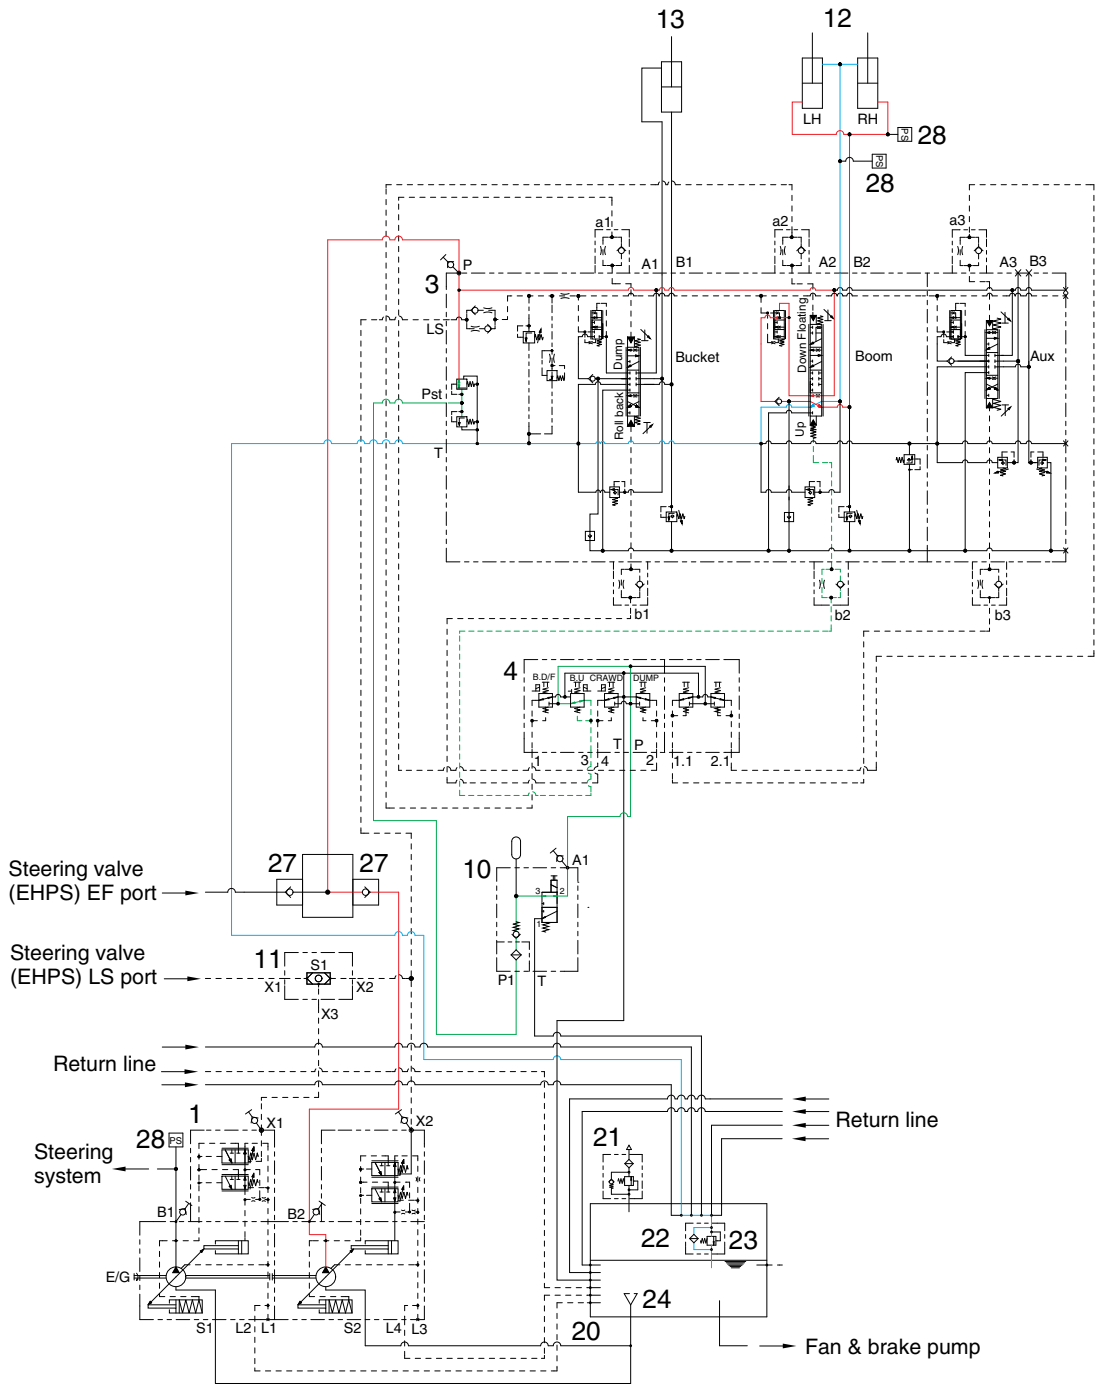 13
12
LH
RH
PS
28
PS
28
a1
a2
a3
A1
B1
A2
B2
A3
B3
P
3
LS
Dump
Bucket
Down Floating
Boom
Aux
Pst
Roll back
Up
T
b1
b2
b3
4
B.D/F
B.U
CRAWD
DUMP
T
P
1
3
4
2
1.1
2.1
10
A1
3
2
1
P1
T
27
27
Steering valve
(EHPS) EF port
Steering valve
(EHPS) LS port
11
S1
X1
X2
X3
Return line
1
X1
X2
28
PS
Steering
system
B1
B2
E/G
S1
L2
L1
S2
L4
L3
21
Return line
22
23
24
20
Fan & brake pump